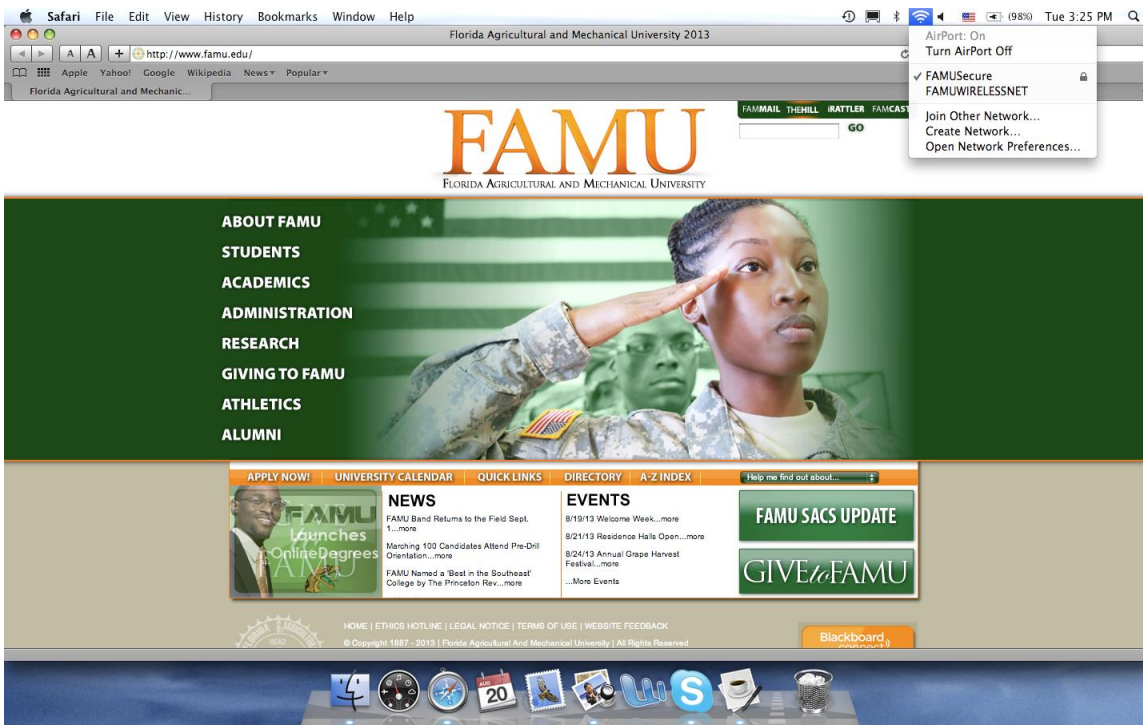 Safari File Edit View History Bookmarks Window Help
(98%) Tue 3:25 PM
Florida Agricultural and Mechanical University 2013
A A + http://www.famu.edu/
Apple Yahoo! Google Wikipedia News Popular
Florida Agricultural and Mechanic...
AirPort: On
Turn AirPort Off
✓ FAMUSecure
FAMUWIRELESSNET
Join Other Network...
Create Network...
Open Network Preferences...
FAMU
FLORIDA AGRICULTURAL AND MECHANICAL UNIVERSITY
FAMMAIL THEHILL iRATTLER FAMCAST
GO
ABOUT FAMU
STUDENTS
ACADEMICS
ADMINISTRATION
RESEARCH
GIVING TO FAMU
ATHLETICS
ALUMNI
APPLY NOW! UNIVERSITY CALENDAR QUICK LINKS DIRECTORY A-Z INDEX Help me find out about...
FAMU
Launches
OnlineDegrees
FAMU
NEWS
FAMU Band Returns to the Field Sept.
1...more
Marching 100 Candidates Attend Pre-Drill
Orientation...more
FAMU Named a 'Best in the Southeast'
College by The Princeton Rev...more
EVENTS
8/19/13 Welcome Week...more
8/21/13 Residence Halls Open...more
8/24/13 Annual Grape Harvest
Festival...more
...More Events
FAMU SACS UPDATE
GIVEtoFAMU
HOME | ETHICS HOTLINE | LEGAL NOTICE | TERMS OF USE | WEBSITE FEEDBACK
© Copyright 1887 - 2013 | Florida Agricultural And Mechanical University | All Rights Reserved
Blackboard
connect
AUG
20